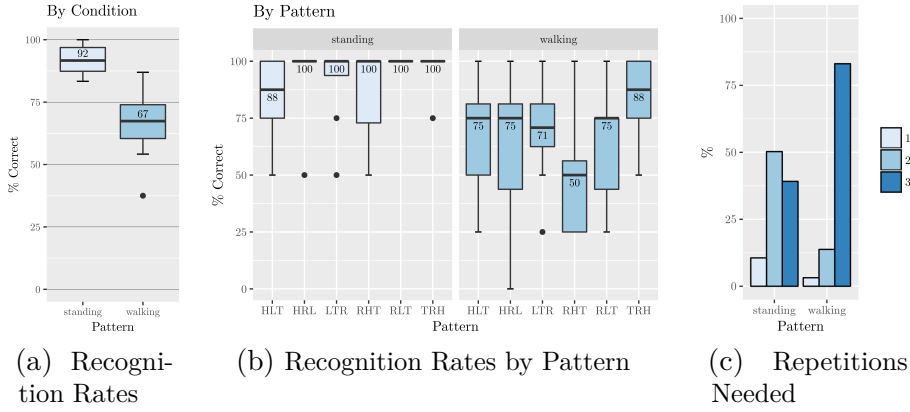 By Condition
100
75
50
25
0
% Correct
92
67
standing walking
Pattern
(a) Recogni-
tion Rates
By Pattern
standing walking
100
75
50
25
0
% Correct
88 100 100 100 100 100
75 75 71 50 75 88
HLT HRL LTR RHT RLT TRH HLT HRL LTR RHT RLT TRH
Pattern
(b) Recognition Rates by Pattern
100
75
50
25
0
%
standing walking
Pattern
1
2
3
(c) Repetitions
Needed